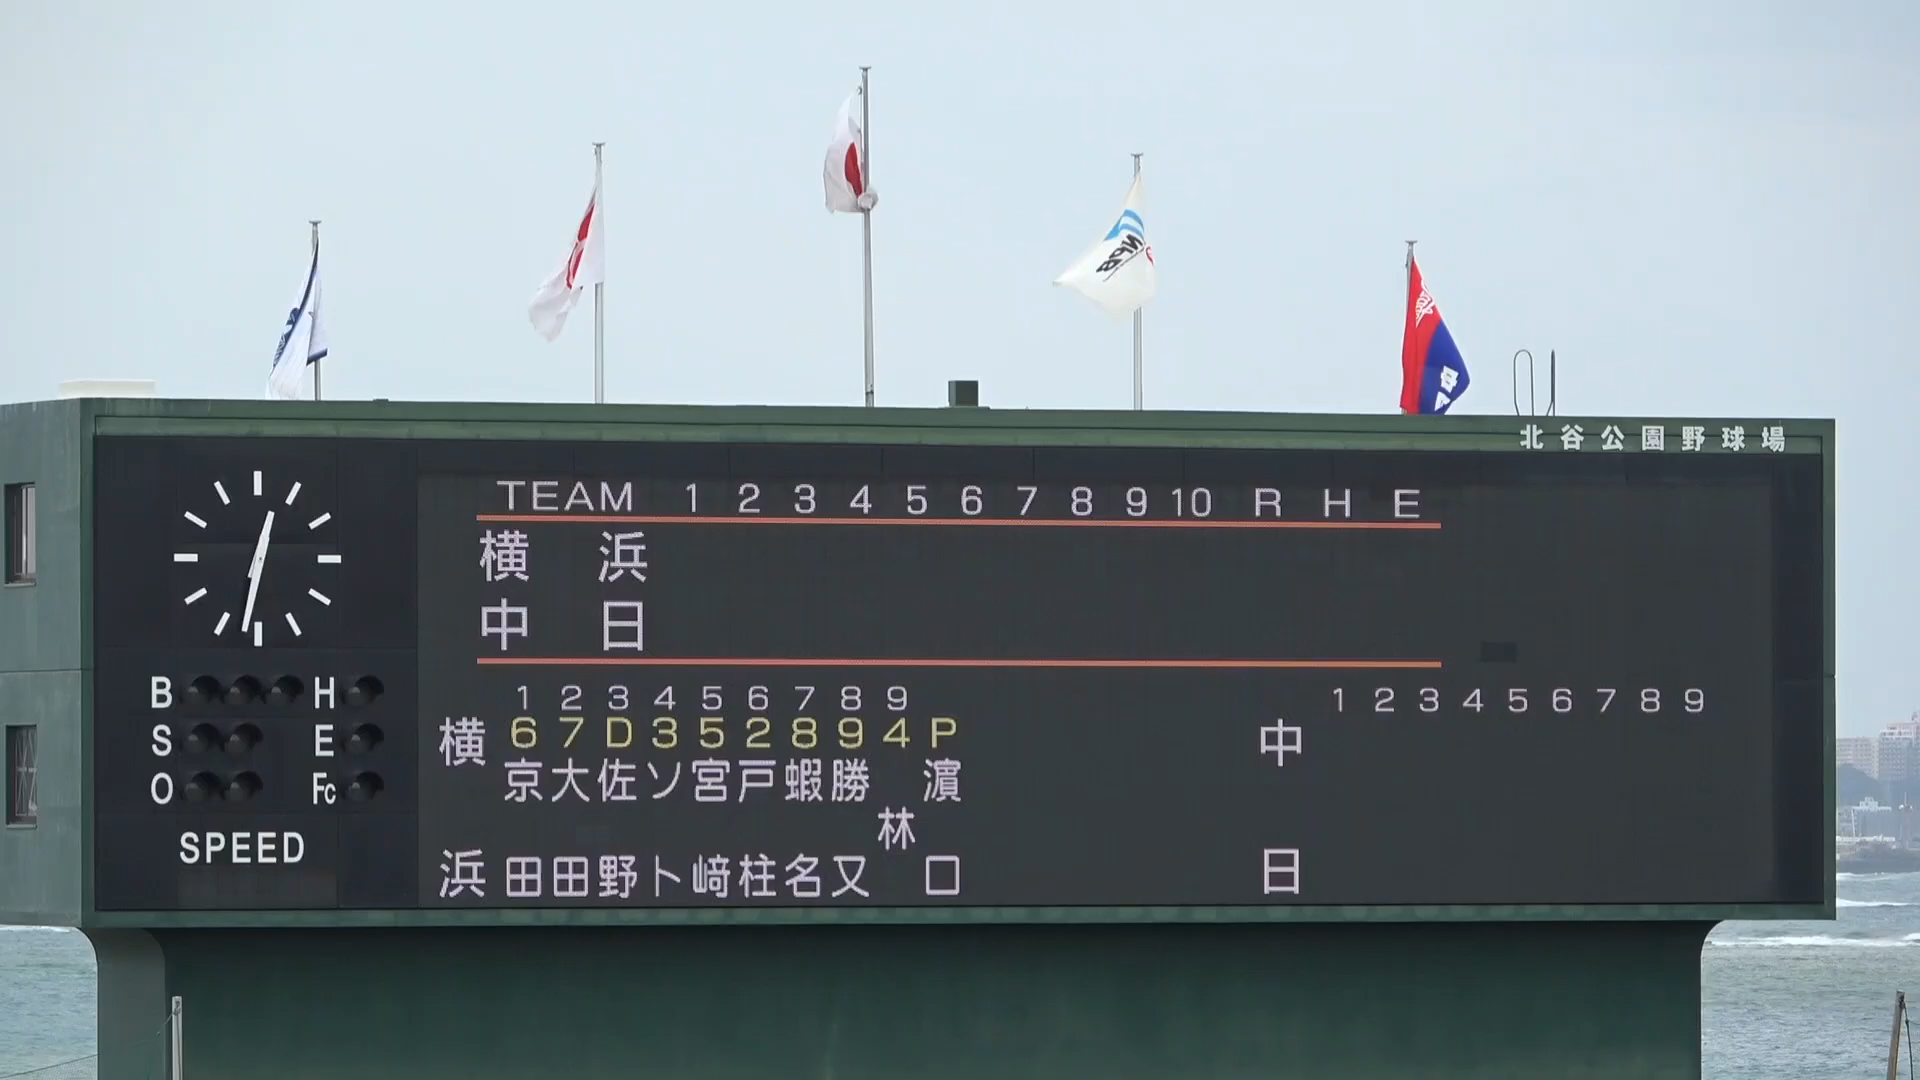 NPB
北谷公園野球場
TEAM 1 2 3 4 5 6 7 8 9 10 R H E
横浜
中日
B H
S E
O Fc
SPEED
1 2 3 4 5 6 7 8 9
横浜 6 7 D 3 5 2 8 9 4 P
京田 大田 佐野 ソト 宮﨑 戸柱 蝦名 勝又 林 濵口
1 2 3 4 5 6 7 8 9
中日